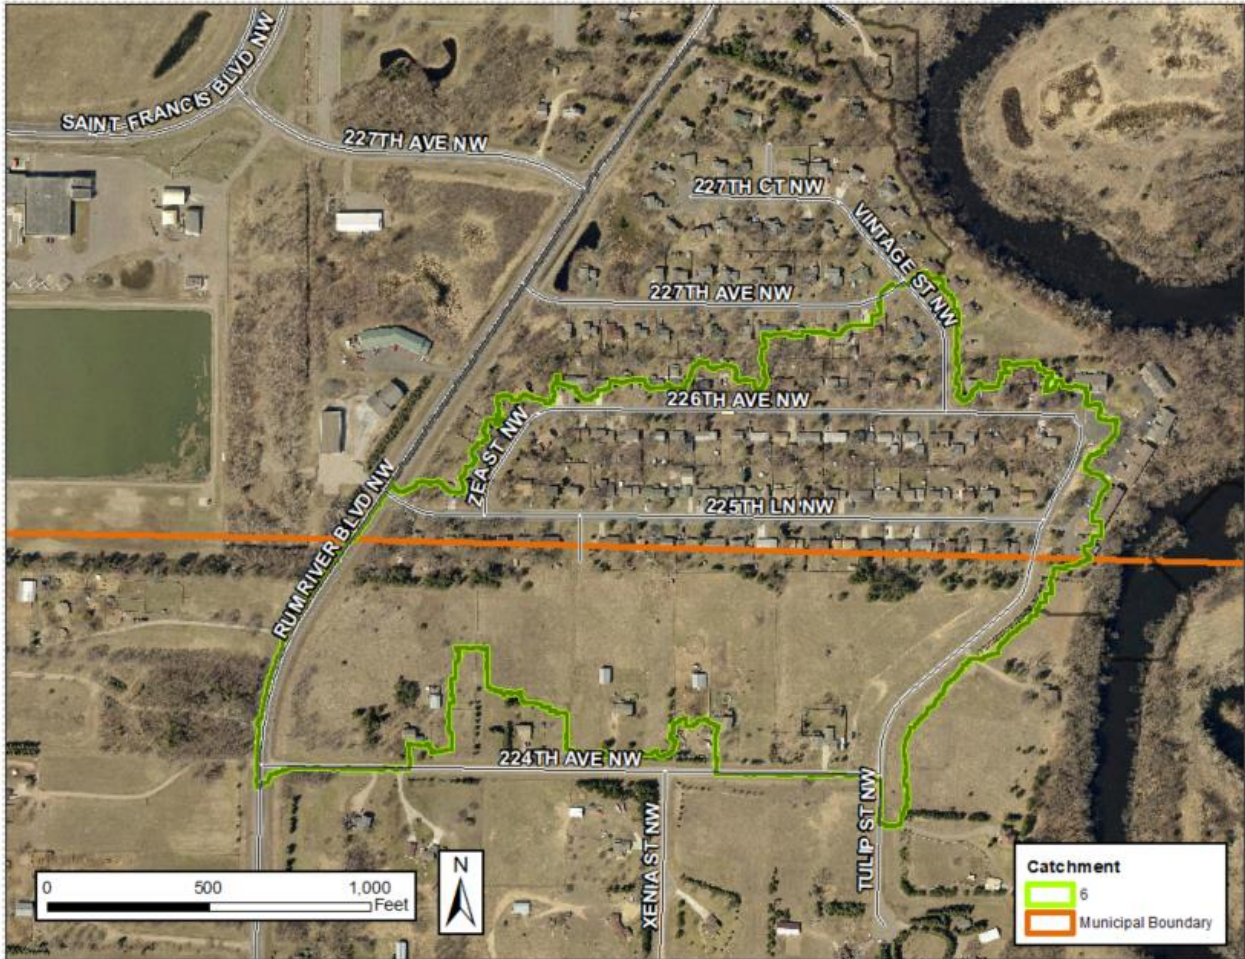 SAINT FRANCIS BLVD NW
227TH AVE NW
227TH CT NW
VINTAGE ST NW
227TH AVE NW
226TH AVE NW
ZEA ST NW
225TH LN NW
RUM RIVER BLVD NW
224TH AVE NW
XENIA ST NW
TULIP ST NW
0 500 1,000
Feet
N
Catchment
6
Municipal Boundary